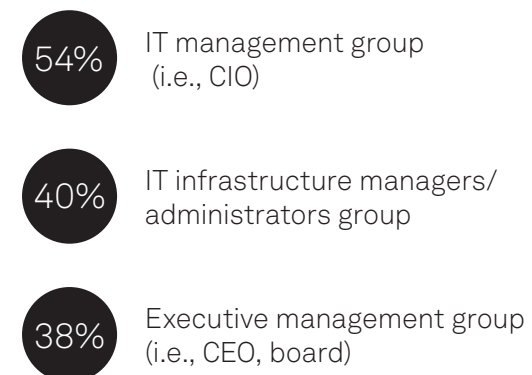 54%
IT management group
(i.e., CIO)
40%
IT infrastructure managers/
administrators group
38%
Executive management group
(i.e., CEO, board)